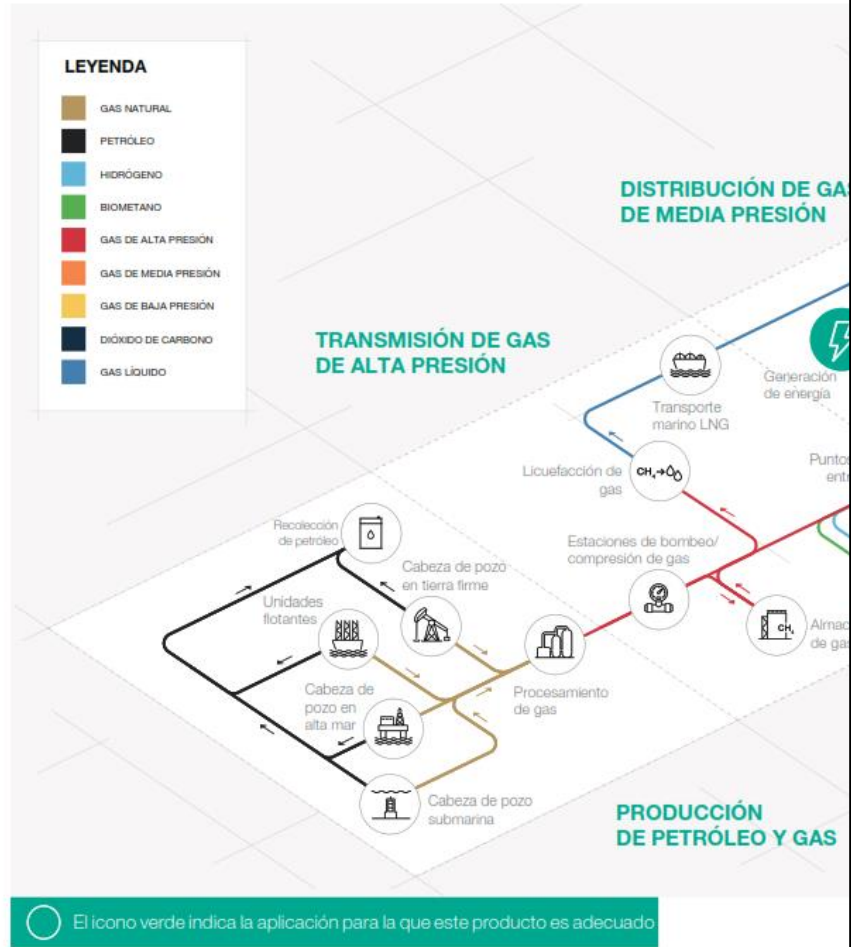 LEYENDA
GAS NATURAL
PETRÓLEO
HIDRÓGENO
BIOMETANO
GAS DE ALTA PRESIÓN
GAS DE MEDIA PRESIÓN
GAS DE BAJA PRESIÓN
DIÓXIDO DE CARBONO
GAS LÍQUIDO
DISTRIBUCIÓN DE GAS
DE MEDIA PRESIÓN
TRANSMISIÓN DE GAS
DE ALTA PRESIÓN
Generación
de energía
Transporte
marino LNG
Puntos
entr
Licuefacción de
gas
CH₄→
Recolección
de petróleo
Estaciones de bombeo/
compresión de gas
Cabeza de pozo
en tierra firme
Unidades
flotantes
CH₄
Almac
de gas
Cabeza de
pozo en
alta mar
Procesamiento
de gas
Cabeza de pozo
submarina
PRODUCCIÓN
DE PETRÓLEO Y GAS
El icono verde indica la aplicación para la que este producto es adecuado